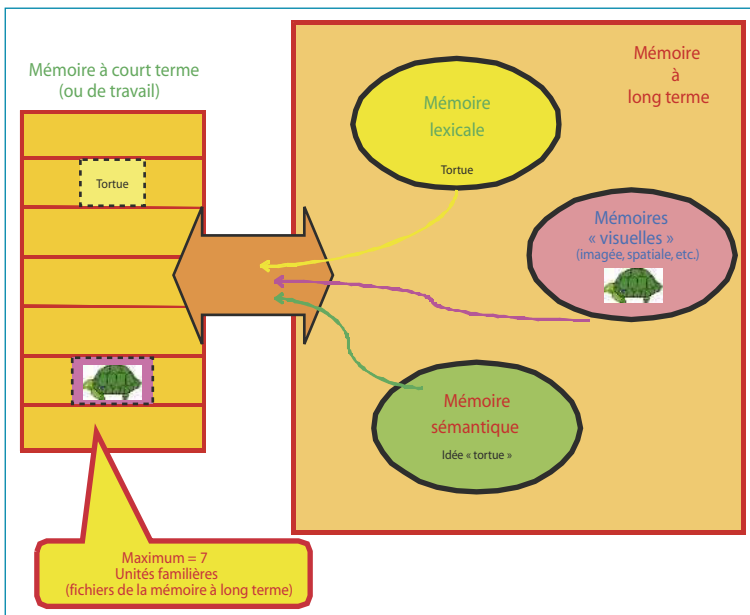 Mémoire à court terme
(ou de travail)
Tortue
Maximum = 7
Unités familières
(fichiers de la mémoire à long terme)
Mémoire
à
long terme
Mémoire
lexicale
Tortue
Mémoires
« visuelles »
(imagée, spatiale, etc.)
Mémoire
sémantique
Idée « tortue »